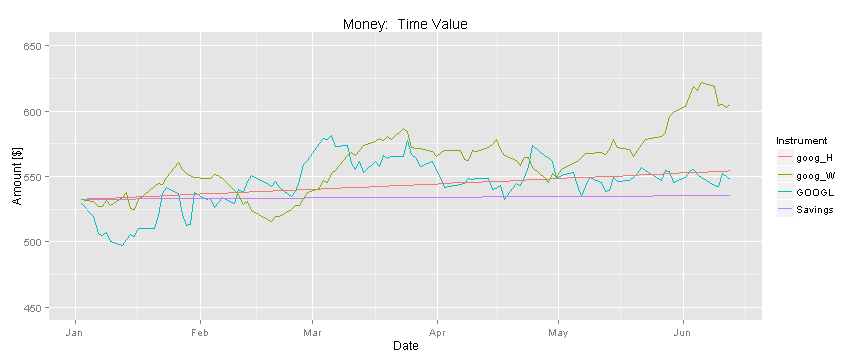 Money:  Time Value
Amount [$]
650
600
550
500
450
Jan
Feb
Mar
Apr
May
Jun
Date
Instrument
goog_H
goog_W
GOOGL
Savings